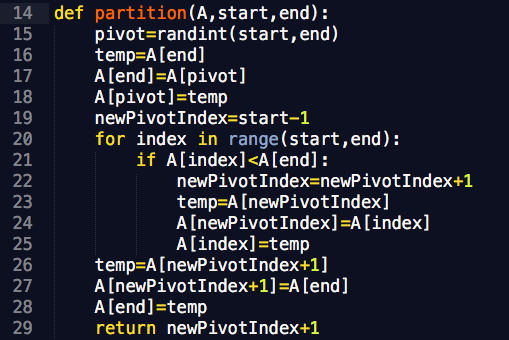 14 def partition(A,start,end):
15     pivot=randint(start,end)
16     temp=A[end]
17     A[end]=A[pivot]
18     A[pivot]=temp
19     newPivotIndex=start-1
20     for index in range(start,end):
21         if A[index]<A[end]:
22             newPivotIndex=newPivotIndex+1
23             temp=A[newPivotIndex]
24             A[newPivotIndex]=A[index]
25             A[index]=temp
26     temp=A[newPivotIndex+1]
27     A[newPivotIndex+1]=A[end]
28     A[end]=temp
29     return newPivotIndex+1